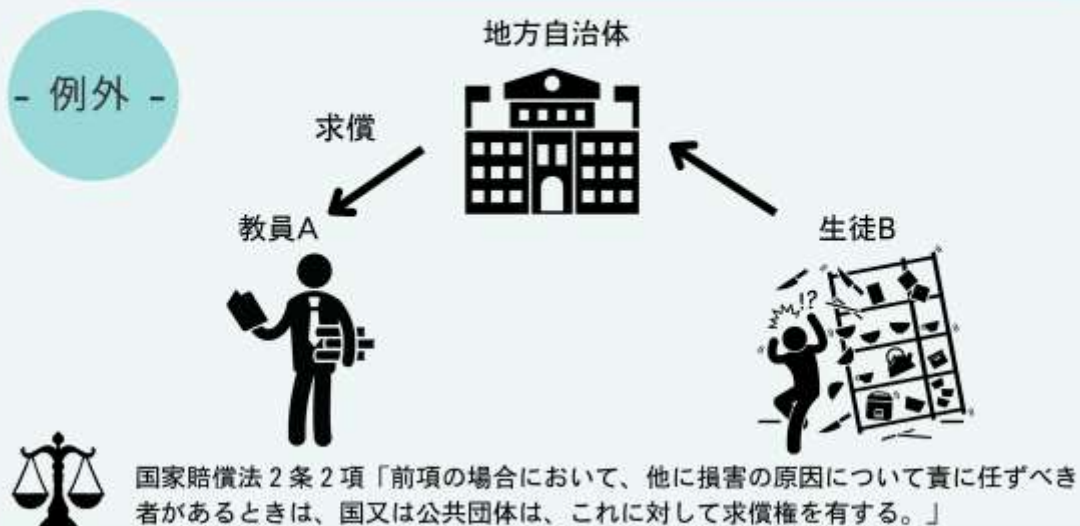 - 例外 -
地方自治体
求償
教員A
生徒B
!?
国家賠償法2条2項「前項の場合において、他に損害の原因について責に任ずべき
者があるときは、国又は公共団体は、これに対して求償権を有する。」